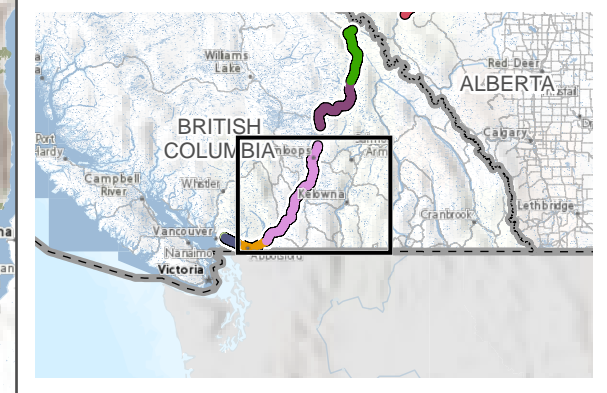 Williams
Lake
Red Deer
ALBERTA
BRITISH
COLUMBIA
Calgary
Port
Hardy
Arm
Campbell
River
Whistler
Kelowna
Lethbridge
Cranbrook
Vancouver
Nanaimo
Abbotsford
Victoria